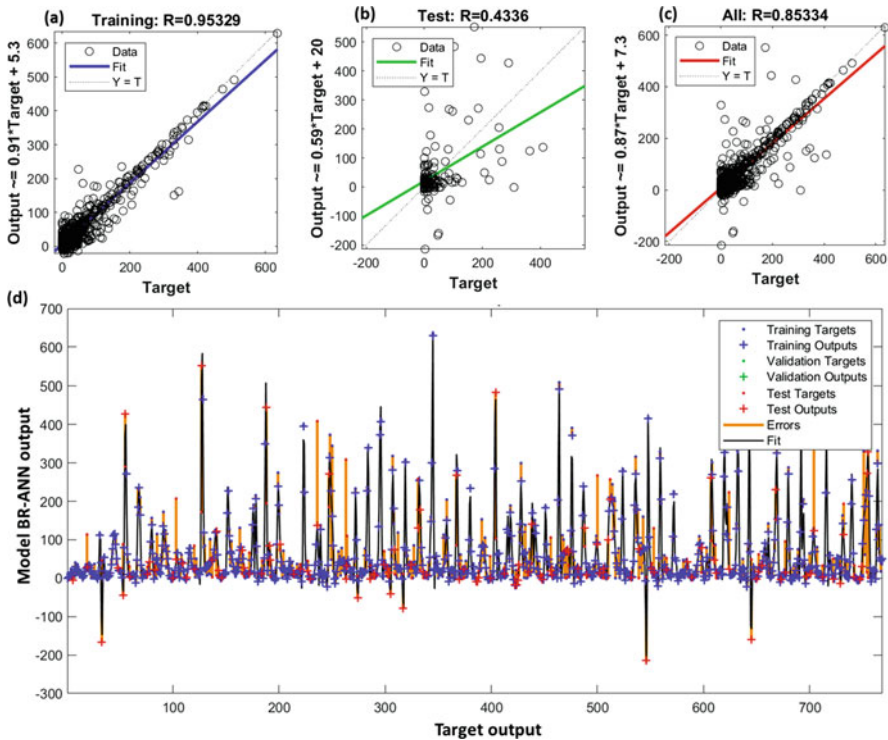 (a)
Training: R=0.95329
Output ~= 0.91*Target + 5.3
600
500
400
300
200
100
0
Data
Fit
Y = T
0
200
400
600
Target
(b)
Test: R=0.4336
Output ~= 0.59*Target + 20
500
400
300
200
100
0
-100
-200
Data
Fit
Y = T
-200
0
200
400
Target
(c)
All: R=0.85334
Output ~= 0.87*Target + 7.3
600
400
200
0
-200
Data
Fit
Y = T
-200
0
200
400
600
Target
(d)
Model BR-ANN output
700
600
500
400
300
200
100
0
-100
-200
-300
Training Targets
Training Outputs
Validation Targets
Validation Outputs
Test Targets
Test Outputs
Errors
Fit
100
200
300
400
500
600
700
Target output